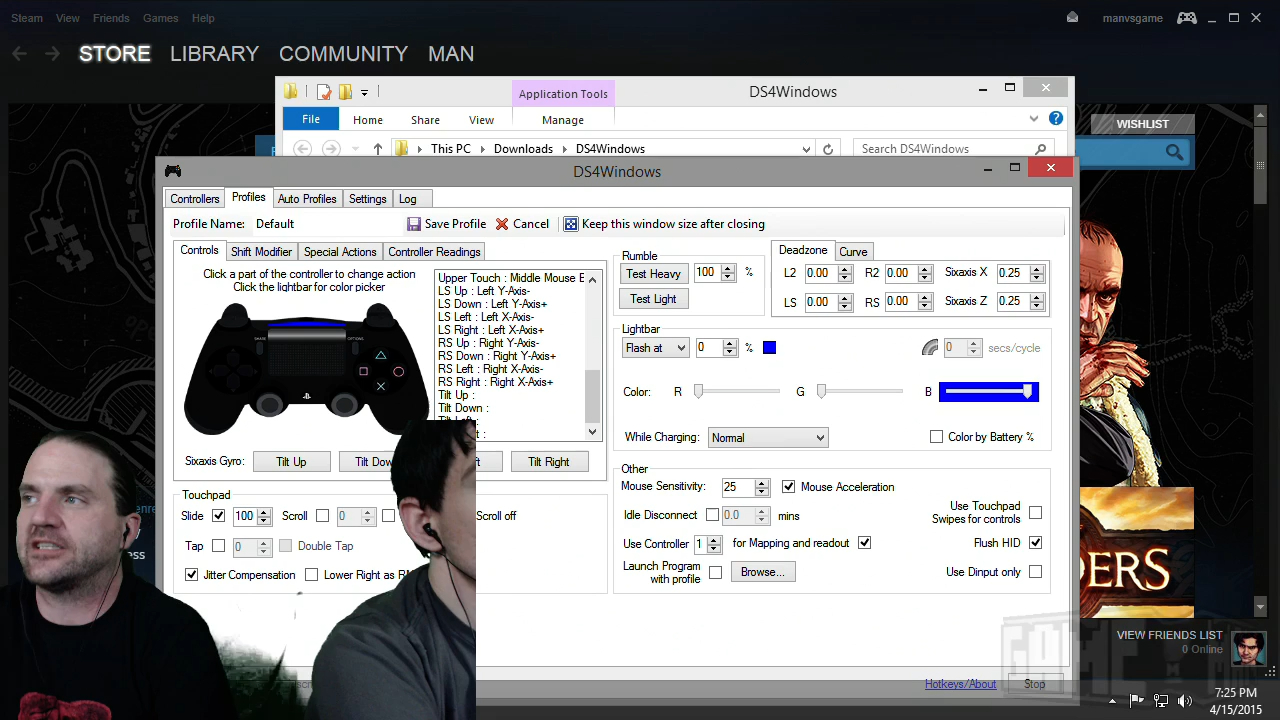 Steam View Friends Games Help
manvsgame
STORE LIBRARY COMMUNITY MAN
Application Tools
DS4Windows
File Home Share View Manage
This PC Downloads DS4Windows
Search DS4Windows
WISHLIST
DS4Windows
Controllers Profiles Auto Profiles Settings Log
Profile Name: Default Save Profile Cancel Keep this window size after closing
Controls Shift Modifier Special Actions Controller Readings
Click a part of the controller to change action
Click the lightbar for color picker
SHARE OPTIONS
Upper Touch : Middle Mouse B
LS Up : Left Y-Axis-
LS Down : Left Y-Axis+
LS Left : Left X-Axis-
LS Right : Left X-Axis+
RS Up : Right Y-Axis-
RS Down : Right Y-Axis+
RS Left : Right X-Axis-
RS Right : Right X-Axis+
Tilt Up :
Tilt Down :
Sixaxis Gyro: Tilt Up Tilt Dow Tilt Right
Touchpad
Slide 100 Scroll 0 Scroll off
Tap 0 Double Tap
Jitter Compensation Lower Right as
Rumble
Test Heavy 100 %
Test Light
Deadzone Curve
L2 0.00 R2 0.00 Sixaxis X 0.25
LS 0.00 RS 0.00 Sixaxis Z 0.25
Lightbar
Flash at 0 % 0 secs/cycle
Color: R G B
While Charging: Normal Color by Battery %
Other
Mouse Sensitivity: 25 Mouse Acceleration
Idle Disconnect 0.0 mins
Use Touchpad
Swipes for controls
Use Controller 1 for Mapping and readout
Flush HID
Launch Program
with profile
Browse...
Use Dinput only
Hotkeys/About Stop
DERS
GAME
VIEW FRIENDS LIST
0 Online
7:25 PM
4/15/2015